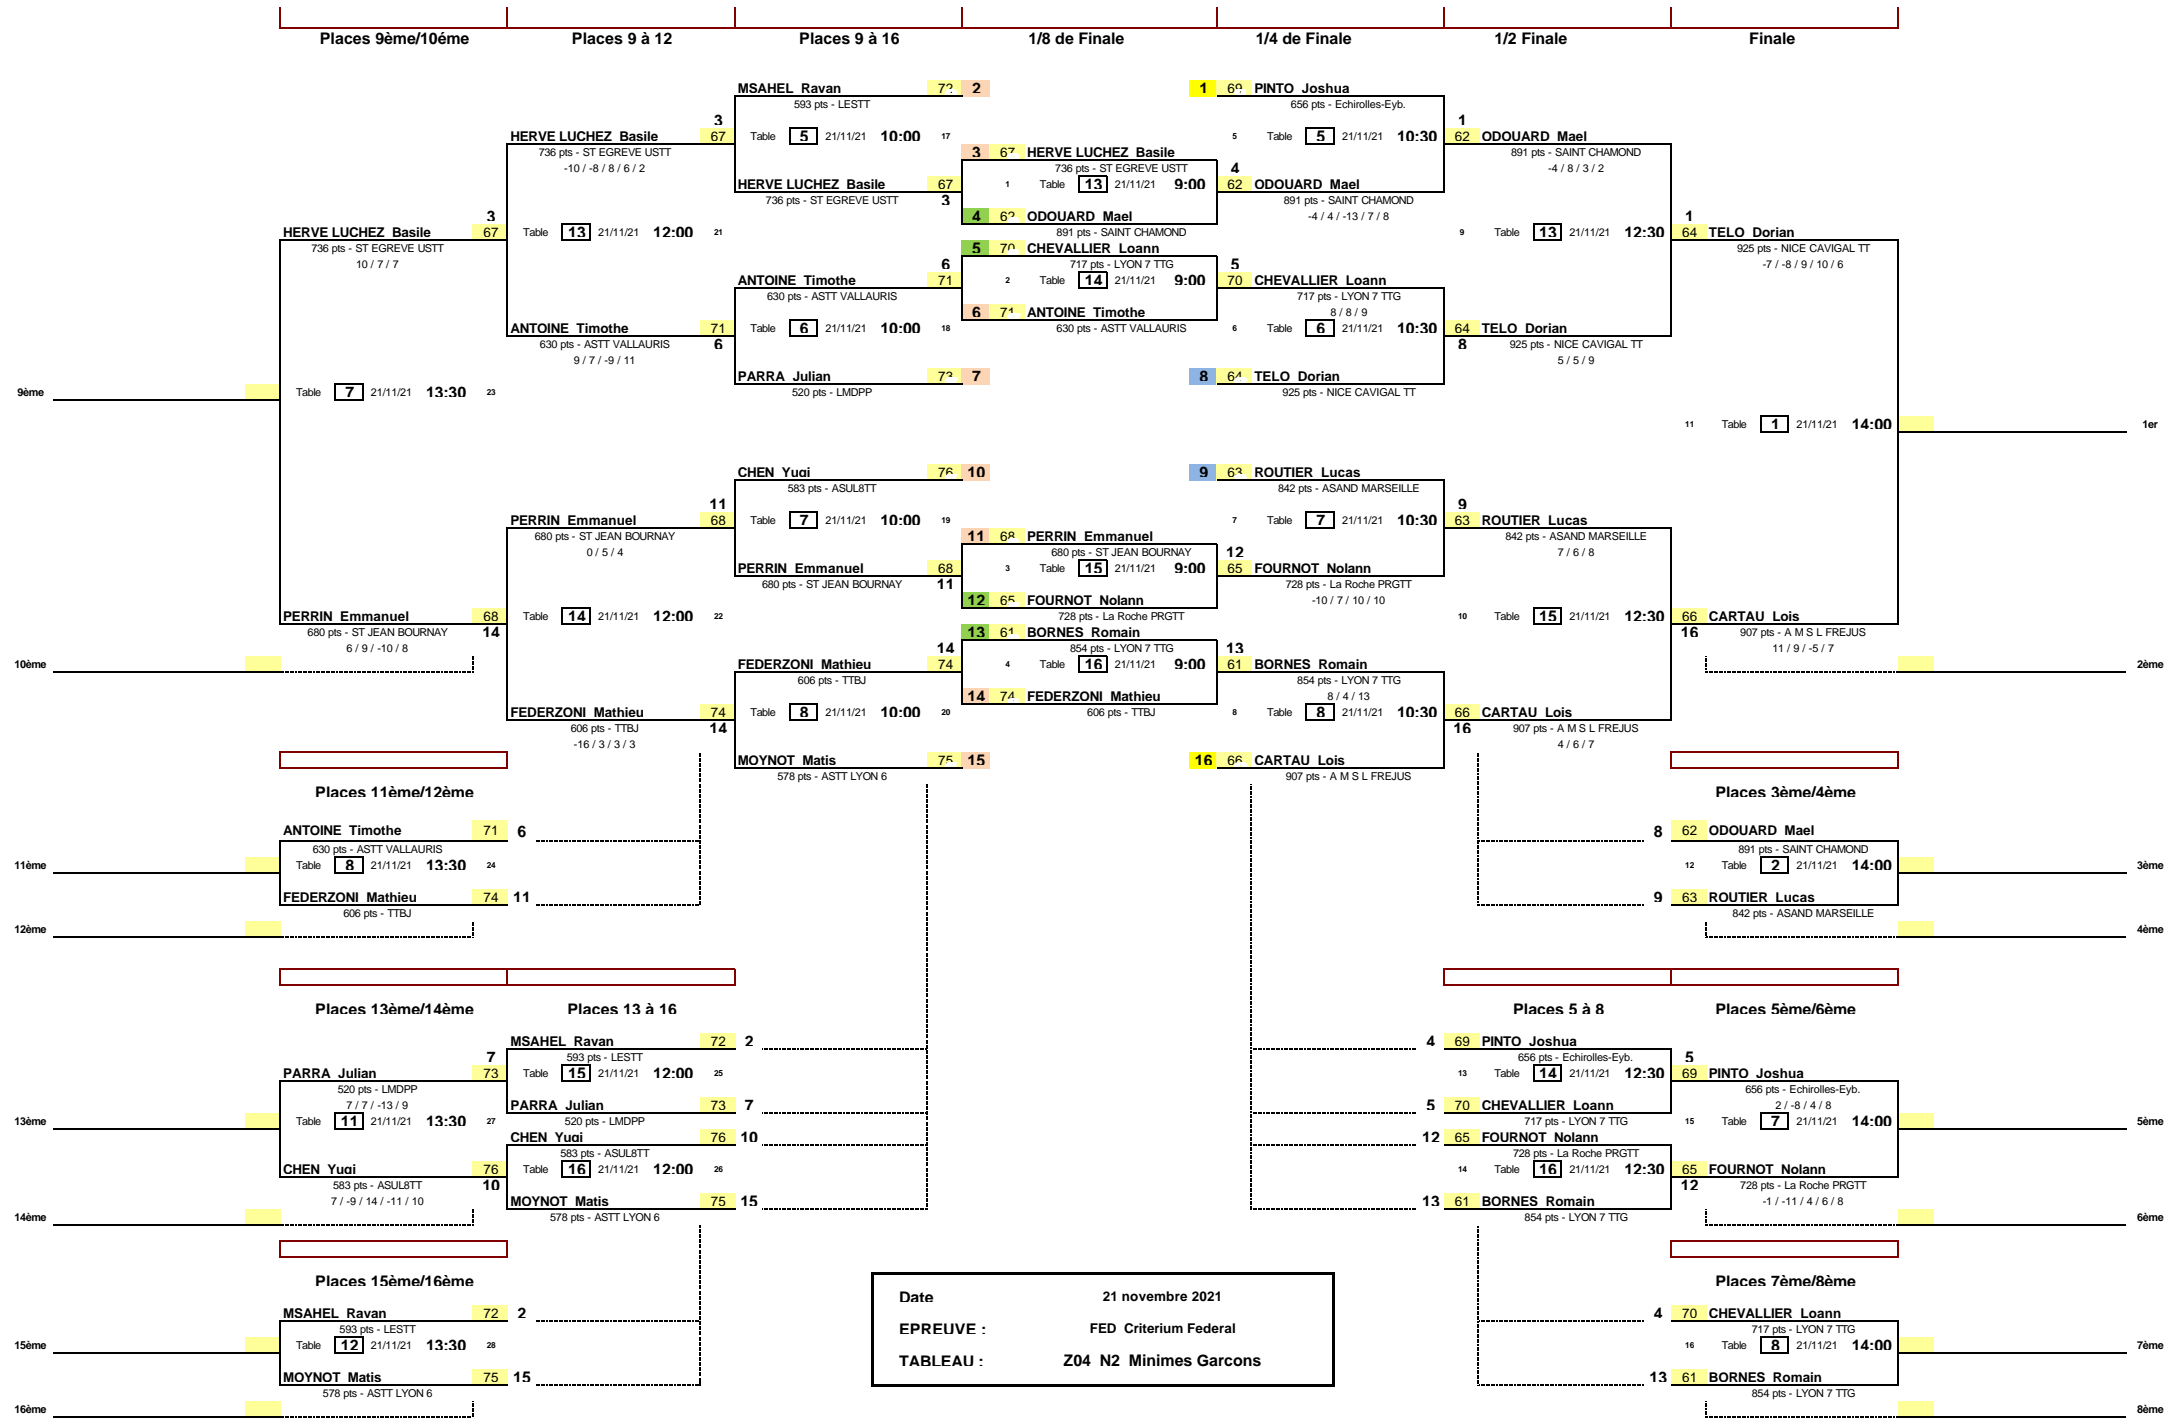 Places 9ème/10éme Places 9 à 12 Places 9 à 16 1/8 de Finale 1/4 de Finale 1/2 Finale Finale
MSAHEL Ravan 72 2 1 69 PINTO Joshua
593 pts - LESTT 656 pts - Echirolles-Eyb.
3 1
HERVE LUCHEZ Basile 67 Table 5 21/11/21 10:00 17 5 Table 5 21/11/21 10:30 62 ODOUARD Mael
736 pts - ST EGREVE USTT 3 67 HERVE LUCHEZ Basile 891 pts - SAINT CHAMOND
-10 / -8 / 8 / 6 / 2 736 pts - ST EGREVE USTT 4 -4 / 8 / 3 / 2
HERVE LUCHEZ Basile 67 1 Table 13 21/11/21 9:00 62 ODOUARD Mael
736 pts - ST EGREVE USTT 3 891 pts - SAINT CHAMOND
3 4 62 ODOUARD Mael -4 / 4 / -13 / 7 / 8 1
HERVE LUCHEZ Basile 67 Table 13 21/11/21 12:00 21 891 pts - SAINT CHAMOND 9 Table 13 21/11/21 12:30 64 TELO Dorian
736 pts - ST EGREVE USTT 5 70 CHEVALLIER Loann 925 pts - NICE CAVIGAL TT
10 / 7 / 7 6 717 pts - LYON 7 TTG 5 -7 / -8 / 9 / 10 / 6
ANTOINE Timothe 71 2 Table 14 21/11/21 9:00 70 CHEVALLIER Loann
630 pts - ASTT VALLAURIS 717 pts - LYON 7 TTG
6 71 ANTOINE Timothe 8 / 8 / 9
ANTOINE Timothe 71 Table 6 21/11/21 10:00 18 630 pts - ASTT VALLAURIS 6 Table 6 21/11/21 10:30 64 TELO Dorian
630 pts - ASTT VALLAURIS 6 8 925 pts - NICE CAVIGAL TT
9 / 7 / -9 / 11 5 / 5 / 9
PARRA Julian 73 7 8 64 TELO Dorian
9ème Table 7 21/11/21 13:30 23 520 pts - LMDPP 925 pts - NICE CAVIGAL TT
11 Table 1 21/11/21 14:00 1er
CHEN Yuqi 76 10 9 63 ROUTIER Lucas
583 pts - ASUL8TT 842 pts - ASAND MARSEILLE
11 9
PERRIN Emmanuel 68 Table 7 21/11/21 10:00 19 7 Table 7 21/11/21 10:30 63 ROUTIER Lucas
680 pts - ST JEAN BOURNAY 11 68 PERRIN Emmanuel 842 pts - ASAND MARSEILLE
0 / 5 / 4 680 pts - ST JEAN BOURNAY 12 7 / 6 / 8
PERRIN Emmanuel 68 3 Table 15 21/11/21 9:00 65 FOURNOT Nolann
680 pts - ST JEAN BOURNAY 11 728 pts - La Roche PRGTT
12 65 FOURNOT Nolann -10 / 7 / 10 / 10
PERRIN Emmanuel 68 Table 14 21/11/21 12:00 22 728 pts - La Roche PRGTT 10 Table 15 21/11/21 12:30 66 CARTAU Lois
680 pts - ST JEAN BOURNAY 14 13 61 BORNES Romain 16 907 pts - A M S L FREJUS
6 / 9 / -10 / 8 14 854 pts - LYON 7 TTG 13 11 / 9 / -5 / 7
10ème FEDERZONI Mathieu 74 4 Table 16 21/11/21 9:00 61 BORNES Romain 2ème
606 pts - TTBJ 854 pts - LYON 7 TTG
14 74 FEDERZONI Mathieu 8 / 4 / 13
FEDERZONI Mathieu 74 Table 8 21/11/21 10:00 20 606 pts - TTBJ 8 Table 8 21/11/21 10:30 66 CARTAU Lois
606 pts - TTBJ 14 16 907 pts - A M S L FREJUS
-16 / 3 / 3 / 3 4 / 6 / 7
MOYNOT Matis 75 15 16 66 CARTAU Lois
578 pts - ASTT LYON 6 907 pts - A M S L FREJUS
Places 11ème/12ème Places 3ème/4ème
ANTOINE Timothe 71 6 8 62 ODOUARD Mael
630 pts - ASTT VALLAURIS 891 pts - SAINT CHAMOND
11ème Table 8 21/11/21 13:30 24 12 Table 2 21/11/21 14:00 3ème
FEDERZONI Mathieu 74 11 9 63 ROUTIER Lucas
606 pts - TTBJ 842 pts - ASAND MARSEILLE
12ème 4ème
Places 13ème/14ème Places 13 à 16 Places 5 à 8 Places 5ème/6ème
MSAHEL Ravan 72 2 4 69 PINTO Joshua
7 593 pts - LESTT 656 pts - Echirolles-Eyb. 5
PARRA Julian 73 Table 15 21/11/21 12:00 25 13 Table 14 21/11/21 12:30 69 PINTO Joshua
520 pts - LMDPP 656 pts - Echirolles-Eyb.
7 / 7 / -13 / 9 PARRA Julian 73 7 5 70 CHEVALLIER Loann 2 / -8 / 4 / 8
13ème Table 11 21/11/21 13:30 27 520 pts - LMDPP 717 pts - LYON 7 TTG 15 Table 7 21/11/21 14:00 5ème
CHEN Yuqi 76 10 12 65 FOURNOT Nolann
583 pts - ASUL8TT 728 pts - La Roche PRGTT
CHEN Yuqi 76 Table 16 21/11/21 12:00 26 14 Table 16 21/11/21 12:30 65 FOURNOT Nolann
583 pts - ASUL8TT 10 12 728 pts - La Roche PRGTT
7 / -9 / 14 / -11 / 10 MOYNOT Matis 75 15 13 61 BORNES Romain -1 / -11 / 4 / 6 / 8
14ème 578 pts - ASTT LYON 6 854 pts - LYON 7 TTG 6ème
Places 15ème/16ème Places 7ème/8ème
Date 21 novembre 2021
MSAHEL Ravan 72 2 4 70 CHEVALLIER Loann
593 pts - LESTT EPREUVE : FED Criterium Federal 717 pts - LYON 7 TTG
15ème Table 12 21/11/21 13:30 28 16 Table 8 21/11/21 14:00 7ème
TABLEAU : Z04 N2 Minimes Garcons
MOYNOT Matis 75 15 13 61 BORNES Romain
578 pts - ASTT LYON 6 854 pts - LYON 7 TTG
16ème 8ème